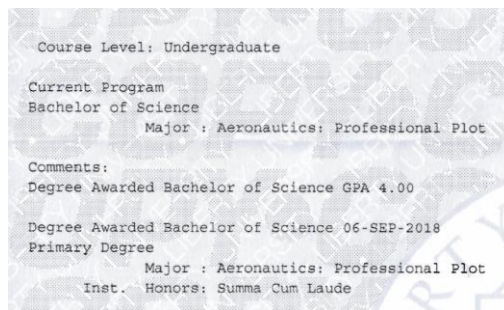 Course Level: Undergraduate
Current Program
Bachelor of Science
Major : Aeronautics: Professional Plot
Comments:
Degree Awarded Bachelor of Science GPA 4.00
Degree Awarded Bachelor of Science 06-SEP-2018
Primary Degree
Major : Aeronautics: Professional Plot
Inst. Honors: Summa Cum Laude